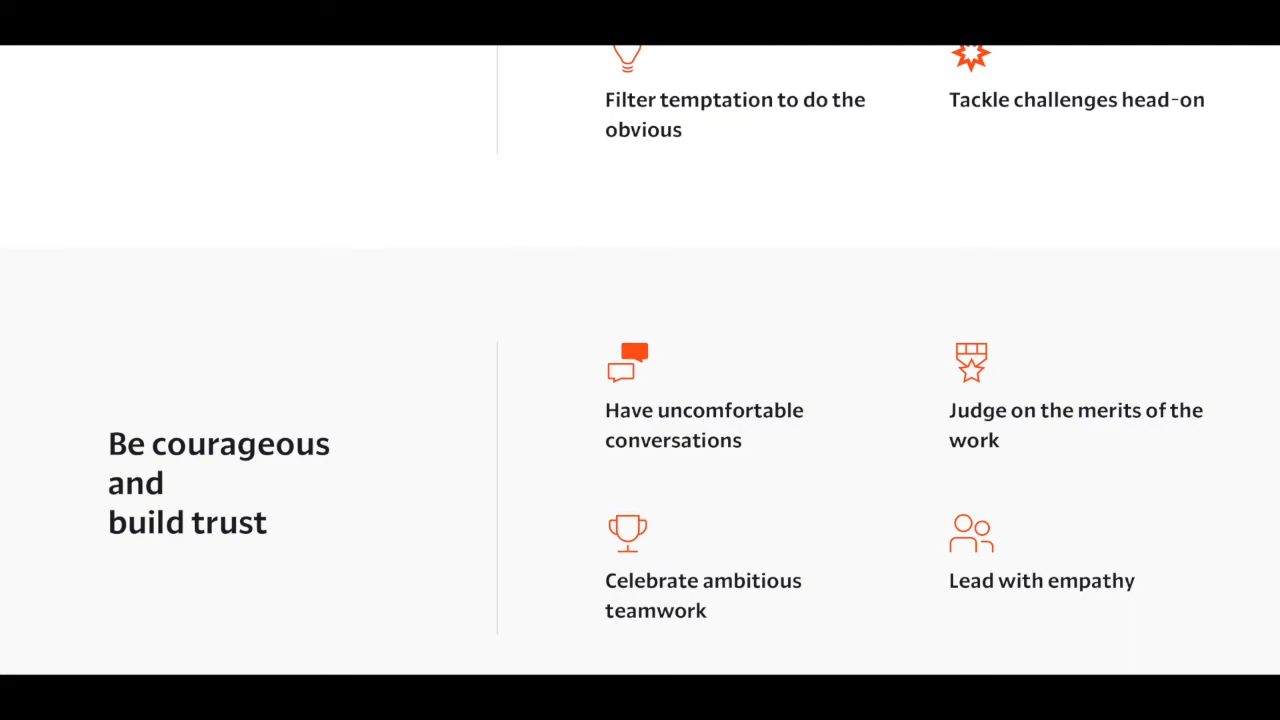 Filter temptation to do the
obvious
Tackle challenges head-on
Be courageous
and
build trust
Have uncomfortable
conversations
Judge on the merits of the
work
Celebrate ambitious
teamwork
Lead with empathy